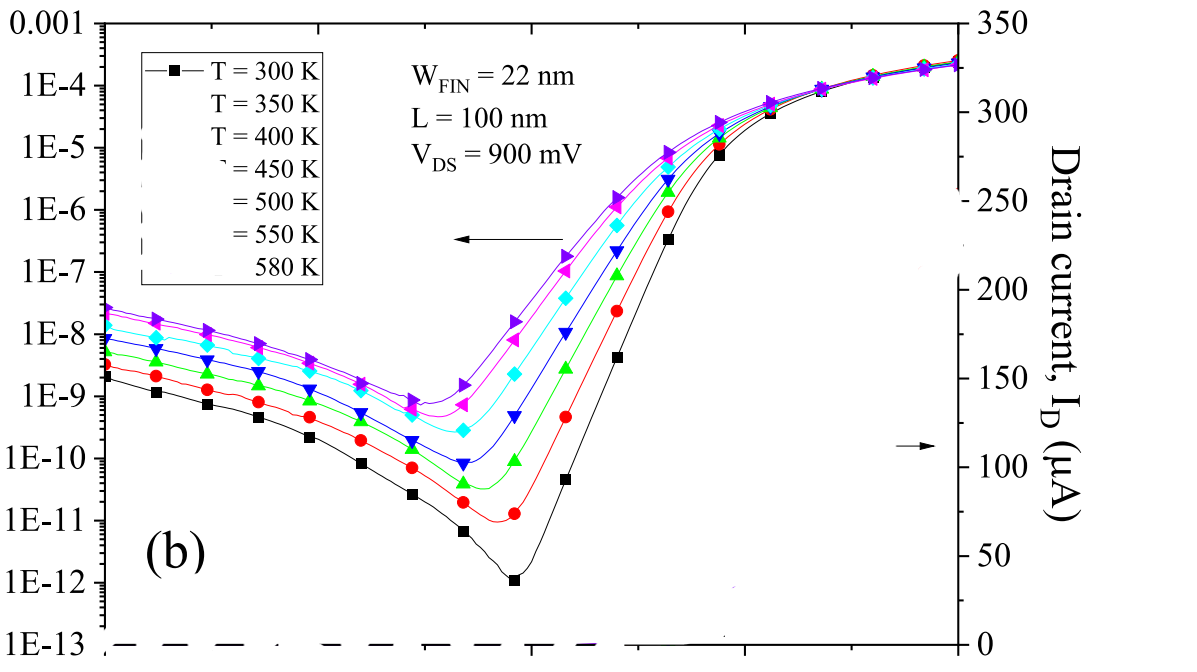 0.001
1E-4
1E-5
1E-6
1E-7
1E-8
1E-9
1E-10
1E-11
1E-12
1E-13
T = 300 K
T = 350 K
T = 400 K
= 450 K
= 500 K
= 550 K
580 K
W_FIN = 22 nm
L = 100 nm
V_DS = 900 mV
(b)
350
300
250
200
150
100
50
0
Drain current, I_D (μA)